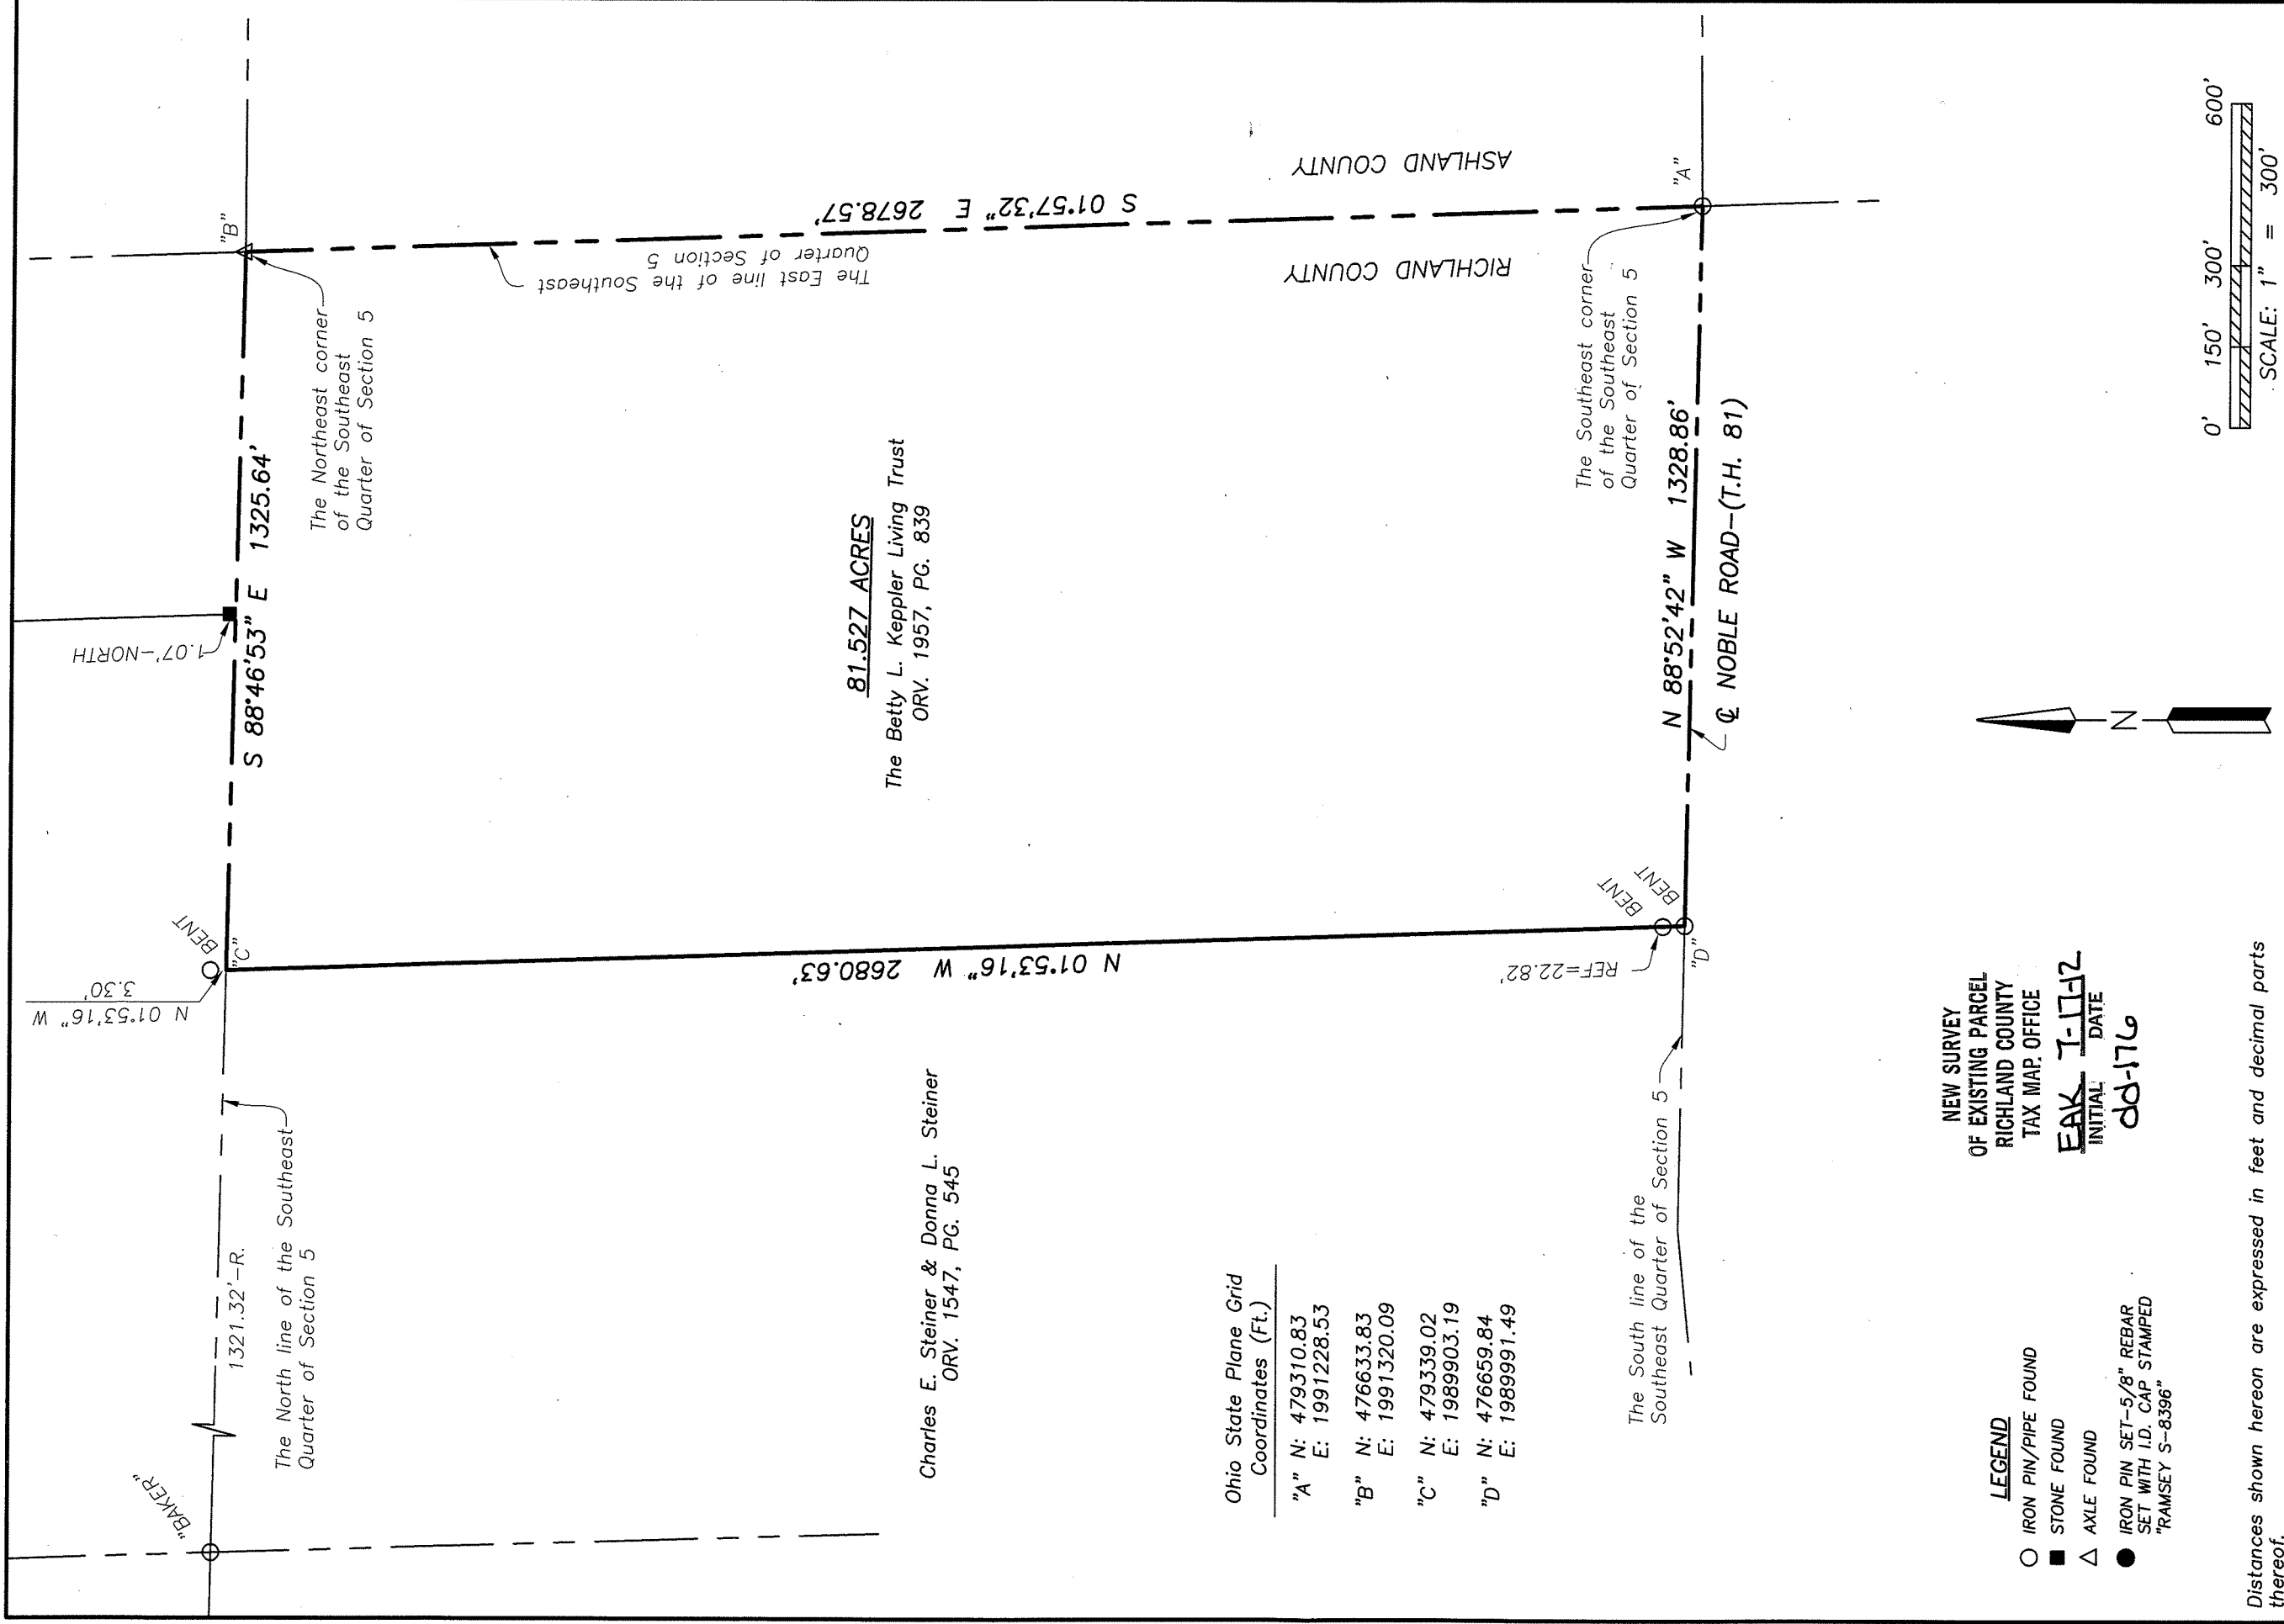 "BAKER"
1321.32'-R.
The North line of the Southeast
Quarter of Section 5
N 01°53'16" W
3.30'
BENT
"C"
1.07'-NORTH
S 88°46'53" E 1325.64'
"B"
The Northeast corner
of the Southeast
Quarter of Section 5
The East line of the Southeast
Quarter of Section 5
S 01°57'32" E 2678.57'
ASHLAND COUNTY
RICHLAND COUNTY
81.527 ACRES
The Betty L. Keppler Living Trust
ORV. 1957, PG. 839
N 01°53'16" W 2680.63'
Charles E. Steiner & Donna L. Steiner
ORV. 1547, PG. 545
Ohio State Plane Grid
Coordinates (Ft.)
"A" N: 479310.83
E: 1991228.53
"B" N: 476633.83
E: 1991320.09
"C" N: 479339.02
E: 1989903.19
"D" N: 476659.84
E: 1989991.49
The South line of the
Southeast Quarter of Section 5
REF=22.82'
BENT
BENT
"D"
N 88°52'42" W 1328.86'
℄ NOBLE ROAD-(T.H. 81)
The Southeast corner
of the Southeast
Quarter of Section 5
"A"
LEGEND
IRON PIN/PIPE FOUND
STONE FOUND
AXLE FOUND
IRON PIN SET-5/8" REBAR
SET WITH I.D. CAP STAMPED
"RAMSEY S-8396"
NEW SURVEY
OF EXISTING PARCEL
RICHLAND COUNTY
TAX MAP OFFICE
EAK 7-17-12
INITIAL DATE
dd-176
N
0' 150' 300' 600'
SCALE: 1" = 300'
Distances shown hereon are expressed in feet and decimal parts
thereof.